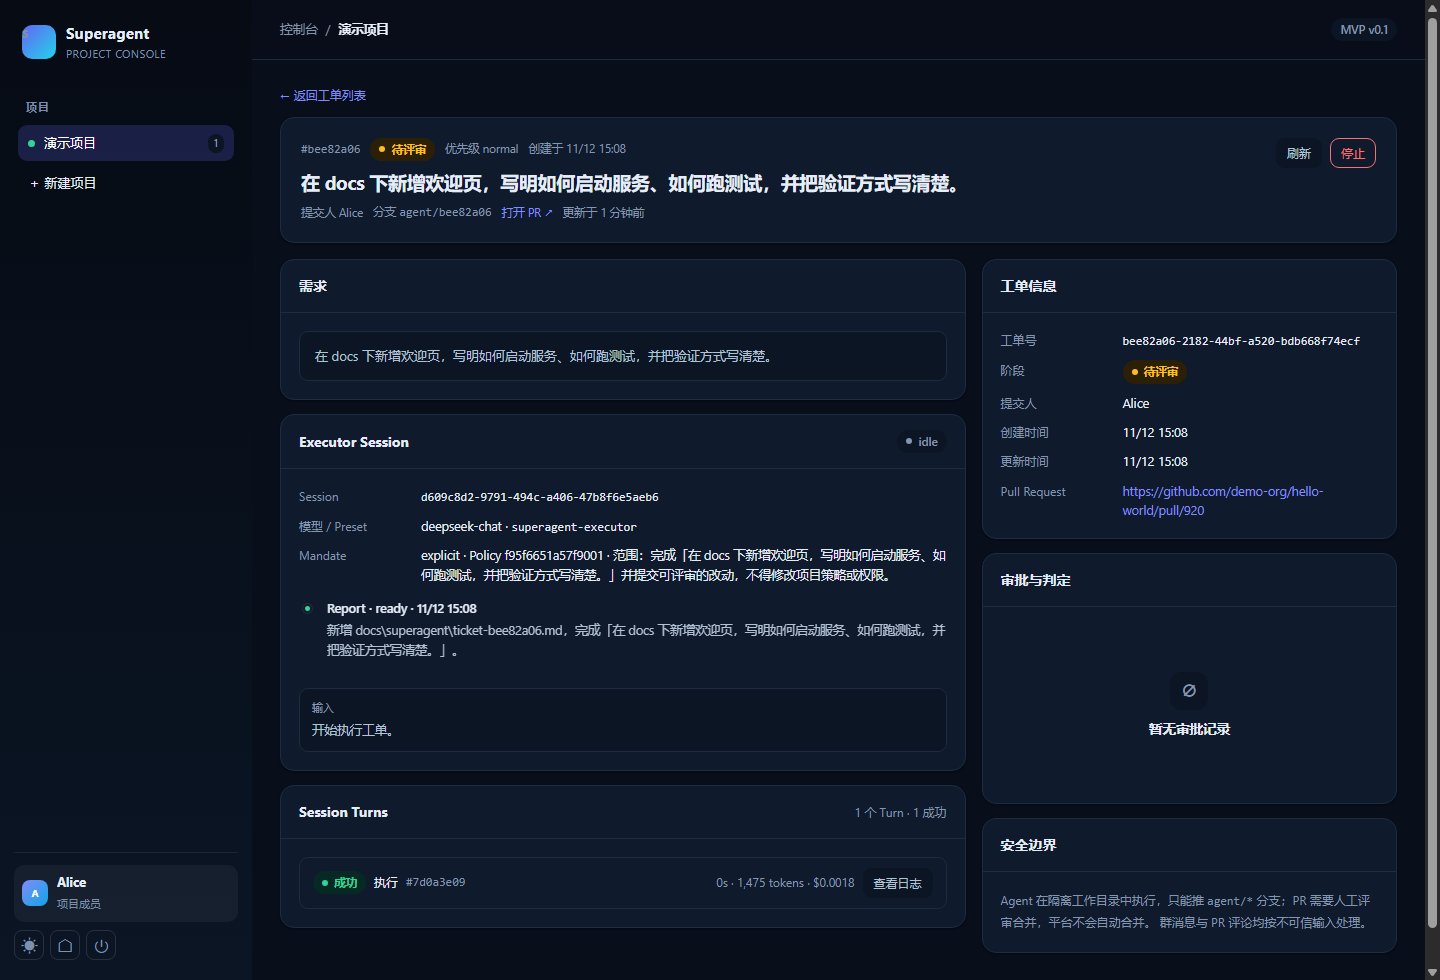 Superagent
PROJECT CONSOLE
项目
演示项目
1
+ 新建项目
Alice
A
项目成员
控制台 / 演示项目
MVP v0.1
← 返回工单列表
#bee82a06 待评审 优先级 normal 创建于 11/12 15:08
刷新
停止
在 docs 下新增欢迎页，写明如何启动服务、如何跑测试，并把验证方式写清楚。
提交人 Alice 分支 agent/bee82a06 打开 PR ↗ 更新于 1 分钟前
需求
在 docs 下新增欢迎页，写明如何启动服务、如何跑测试，并把验证方式写清楚。
Executor Session
idle
Session d609c8d2-9791-494c-a406-47b8f6e5aeb6
模型 / Preset deepseek-chat · superagent-executor
Mandate explicit · Policy f95f6651a57f9001 · 范围：完成「在 docs 下新增欢迎页，写明如何启动服务、如
何跑测试，并把验证方式写清楚。」并提交可评审的改动，不得修改项目策略或权限。
Report · ready · 11/12 15:08
新增 docs\superagent\ticket-bee82a06.md，完成「在 docs 下新增欢迎页，写明如何启动服务、如何跑测试，并
把验证方式写清楚。」。
输入
开始执行工单。
Session Turns
1 个 Turn · 1 成功
成功 执行 #7d0a3e09
0s · 1,475 tokens · $0.0018
查看日志
工单信息
工单号 bee82a06-2182-44bf-a520-bdb668f74ecf
阶段 待评审
提交人 Alice
创建时间 11/12 15:08
更新时间 11/12 15:08
Pull Request https://github.com/demo-org/hello-
world/pull/920
审批与判定
暂无审批记录
安全边界
Agent 在隔离工作目录中执行，只能推 agent/* 分支；PR 需要人工评
审合并，平台不会自动合并。 群消息与 PR 评论均按不可信输入处理。